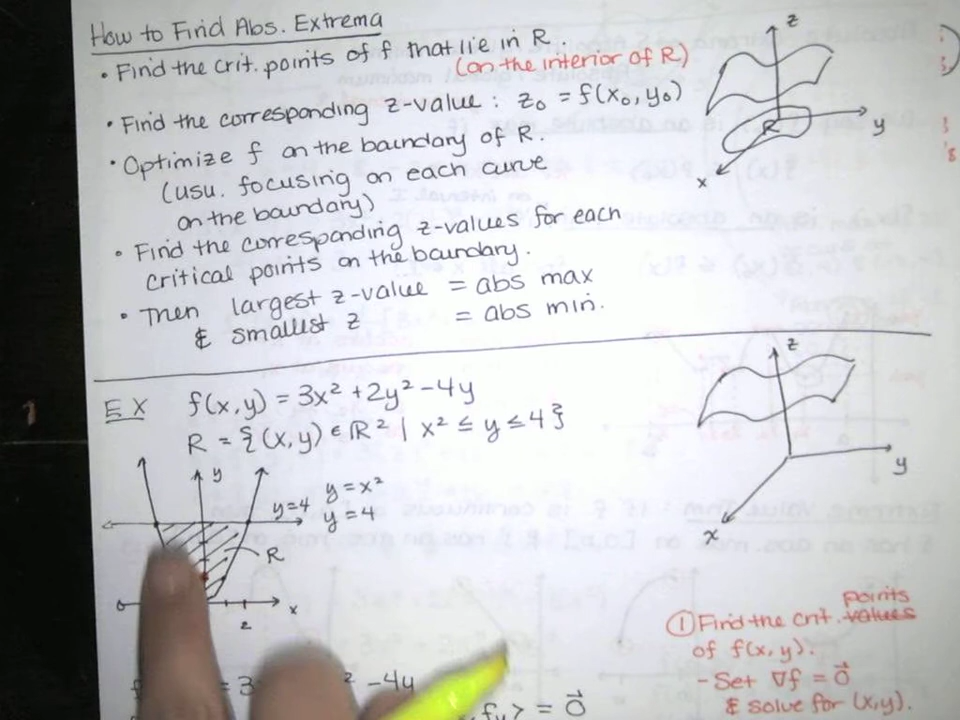 How to Find Abs. Extrema
• Find the crit. points of f that lie in R.
(on the interior of R)
• Find the corresponding z-value : z₀ = f(x₀, y₀)
• Optimize f on the boundary of R.
(usu. focusing on each curve
on the boundary)
• Find the corresponding z-values for each
critical points on the boundary.
• Then largest z-value = abs max
& smallest z = abs min.
z
R
y
x
EX f(x,y) = 3x² + 2y² - 4y
R = {(x,y) ∈ ℝ² | x² ≤ y ≤ 4}
y
y=4
y = x²
y = 4
R
x
2
z
y
x
① Find the crit. values points
of f(x,y).
- Set ∇f = 0⃗
& solve for (x,y).
= 3 ² - 4y
f_y > = 0⃗